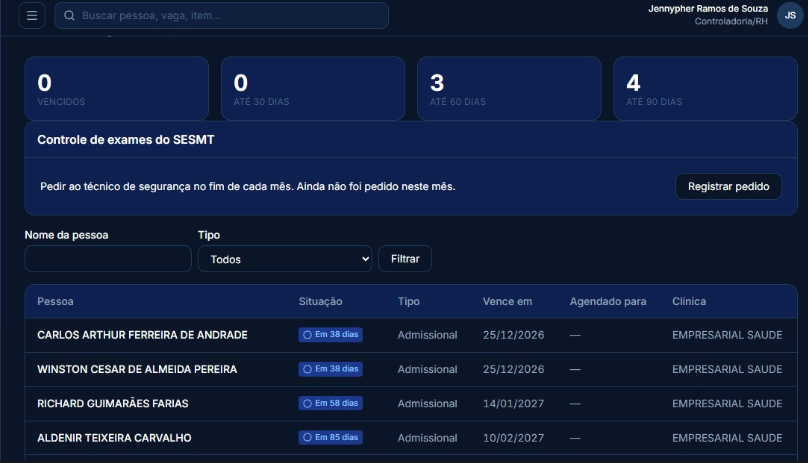 Buscar pessoa, vaga, item...
Jennypher Ramos de Souza
Controladoria/RH
JS
0
VENCIDOS
0
ATÉ 30 DIAS
3
ATÉ 60 DIAS
4
ATÉ 90 DIAS
Controle de exames do SESMT
Pedir ao técnico de segurança no fim de cada mês. Ainda não foi pedido neste mês.
Registrar pedido
Nome da pessoa
Tipo
Todos
Filtrar
Pessoa Situação Tipo Vence em Agendado para Clínica
CARLOS ARTHUR FERREIRA DE ANDRADE Em 38 dias Admissional 25/12/2026 — EMPRESARIAL SAUDE
WINSTON CESAR DE ALMEIDA PEREIRA Em 38 dias Admissional 25/12/2026 — EMPRESARIAL SAUDE
RICHARD GUIMARÃES FARIAS Em 58 dias Admissional 14/01/2027 — EMPRESARIAL SAUDE
ALDENIR TEIXEIRA CARVALHO Em 85 dias Admissional 10/02/2027 — EMPRESARIAL SAUDE